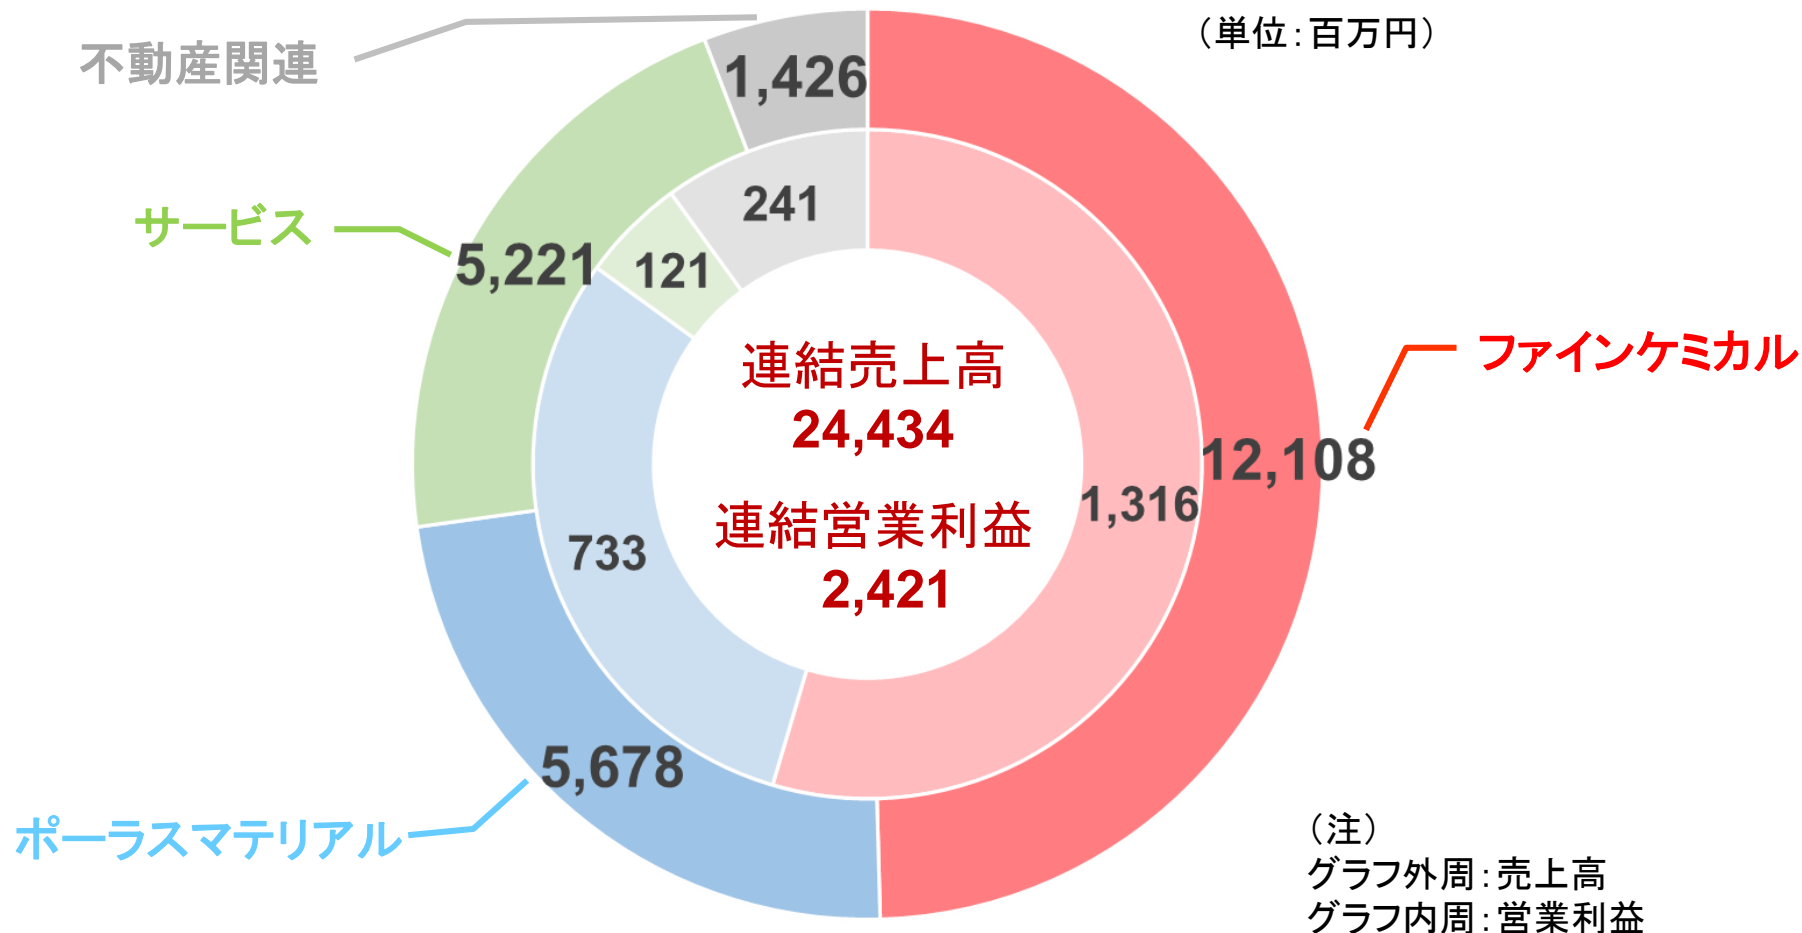 （単位：百万円）
不動産関連
1,426
サービス
5,221
241
121
ファインケミカル
12,108
1,316
連結売上高
24,434
連結営業利益
2,421
733
5,678
ポーラスマテリアル
（注）
グラフ外周：売上高
グラフ内周：営業利益